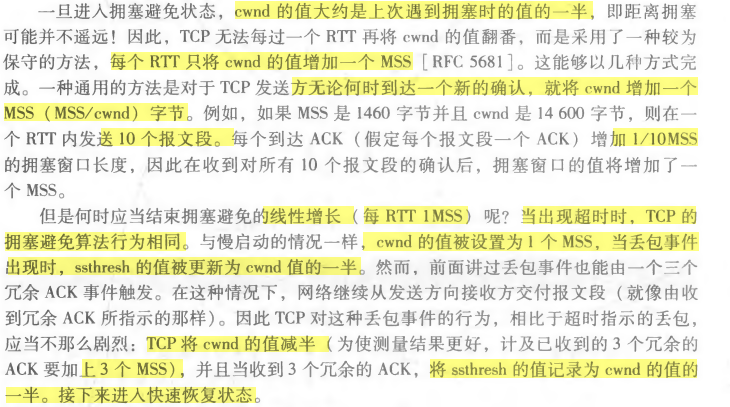 一旦进入拥塞避免状态，cwnd 的值大约是上次遇到拥塞时的值的一半，即距离拥塞
可能并不遥远！因此，TCP 无法每过一个 RTT 再将 cwnd 的值翻番，而是采用了一种较为
保守的方法，每个 RTT 只将 cwnd 的值增加一个 MSS［RFC 5681］。这能够以几种方式完
成。一种通用的方法是对于 TCP 发送方无论何时到达一个新的确认，就将 cwnd 增加一个
MSS（MSS/cwnd）字节。例如，如果 MSS 是 1460 字节并且 cwnd 是 14 600 字节，则在一
个 RTT 内发送 10 个报文段。每个到达 ACK（假定每个报文段一个 ACK）增加 1/10MSS
的拥塞窗口长度，因此在收到对所有 10 个报文段的确认后，拥塞窗口的值将增加了一
个 MSS。
但是何时应当结束拥塞避免的线性增长（每 RTT 1MSS）呢？当出现超时时，TCP 的
拥塞避免算法行为相同。与慢启动的情况一样，cwnd 的值被设置为 1 个 MSS，当丢包事件
出现时，ssthresh 的值被更新为 cwnd 值的一半。然而，前面讲过丢包事件也能由一个三个
冗余 ACK 事件触发。在这种情况下，网络继续从发送方向接收方交付报文段（就像由收
到冗余 ACK 所指示的那样）。因此 TCP 对这种丢包事件的行为，相比于超时指示的丢包，
应当不那么剧烈：TCP 将 cwnd 的值减半（为使测量结果更好，计及已收到的 3 个冗余的
ACK 要加上 3 个 MSS），并且当收到 3 个冗余的 ACK，将 ssthresh 的值记录为 cwnd 的值的
一半。接下来进入快速恢复状态。